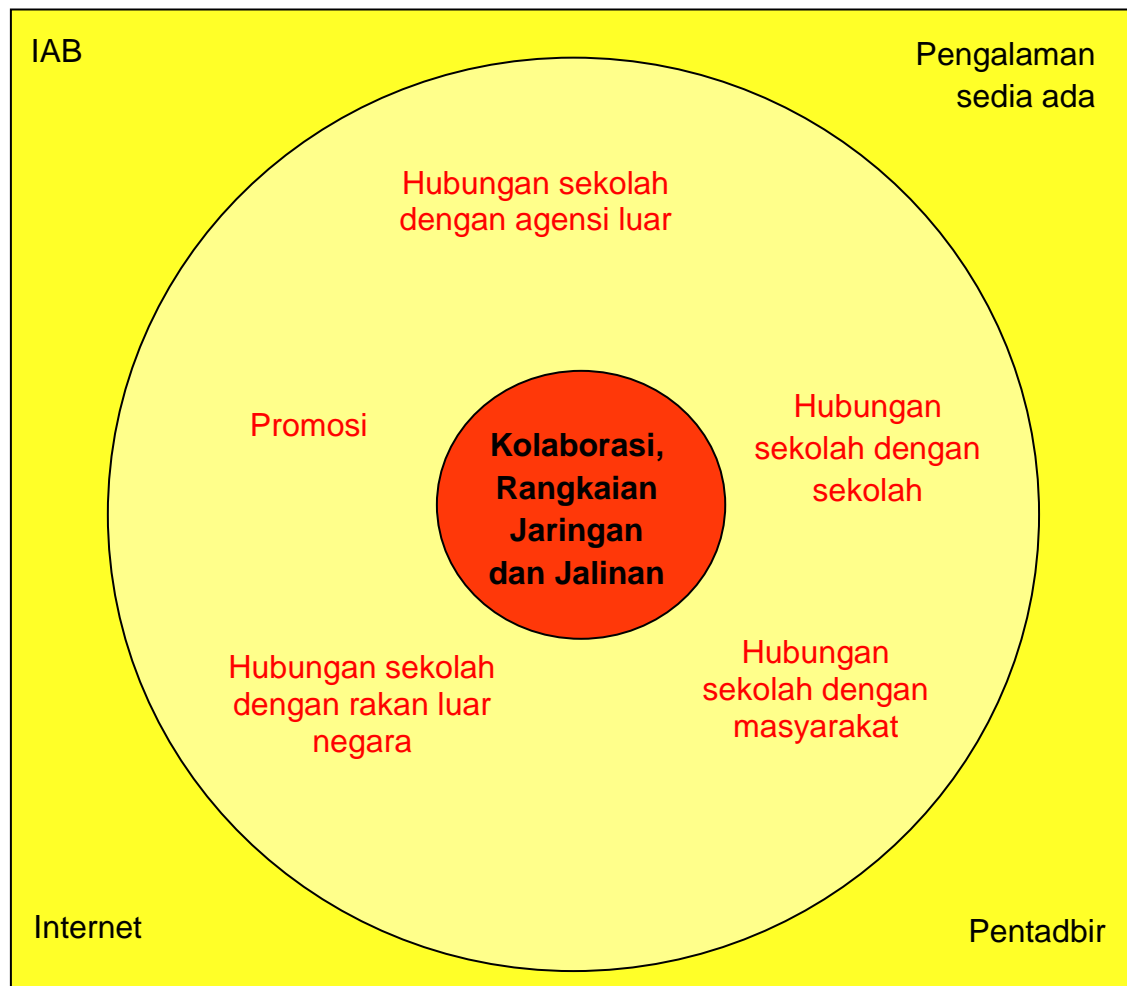 IAB
Pengalaman
sedia ada
Hubungan sekolah
dengan agensi luar
Promosi
Kolaborasi,
Rangkaian
Jaringan
dan Jalinan
Hubungan
sekolah dengan
sekolah
Hubungan sekolah
dengan rakan luar
negara
Hubungan
sekolah dengan
masyarakat
Internet
Pentadbir